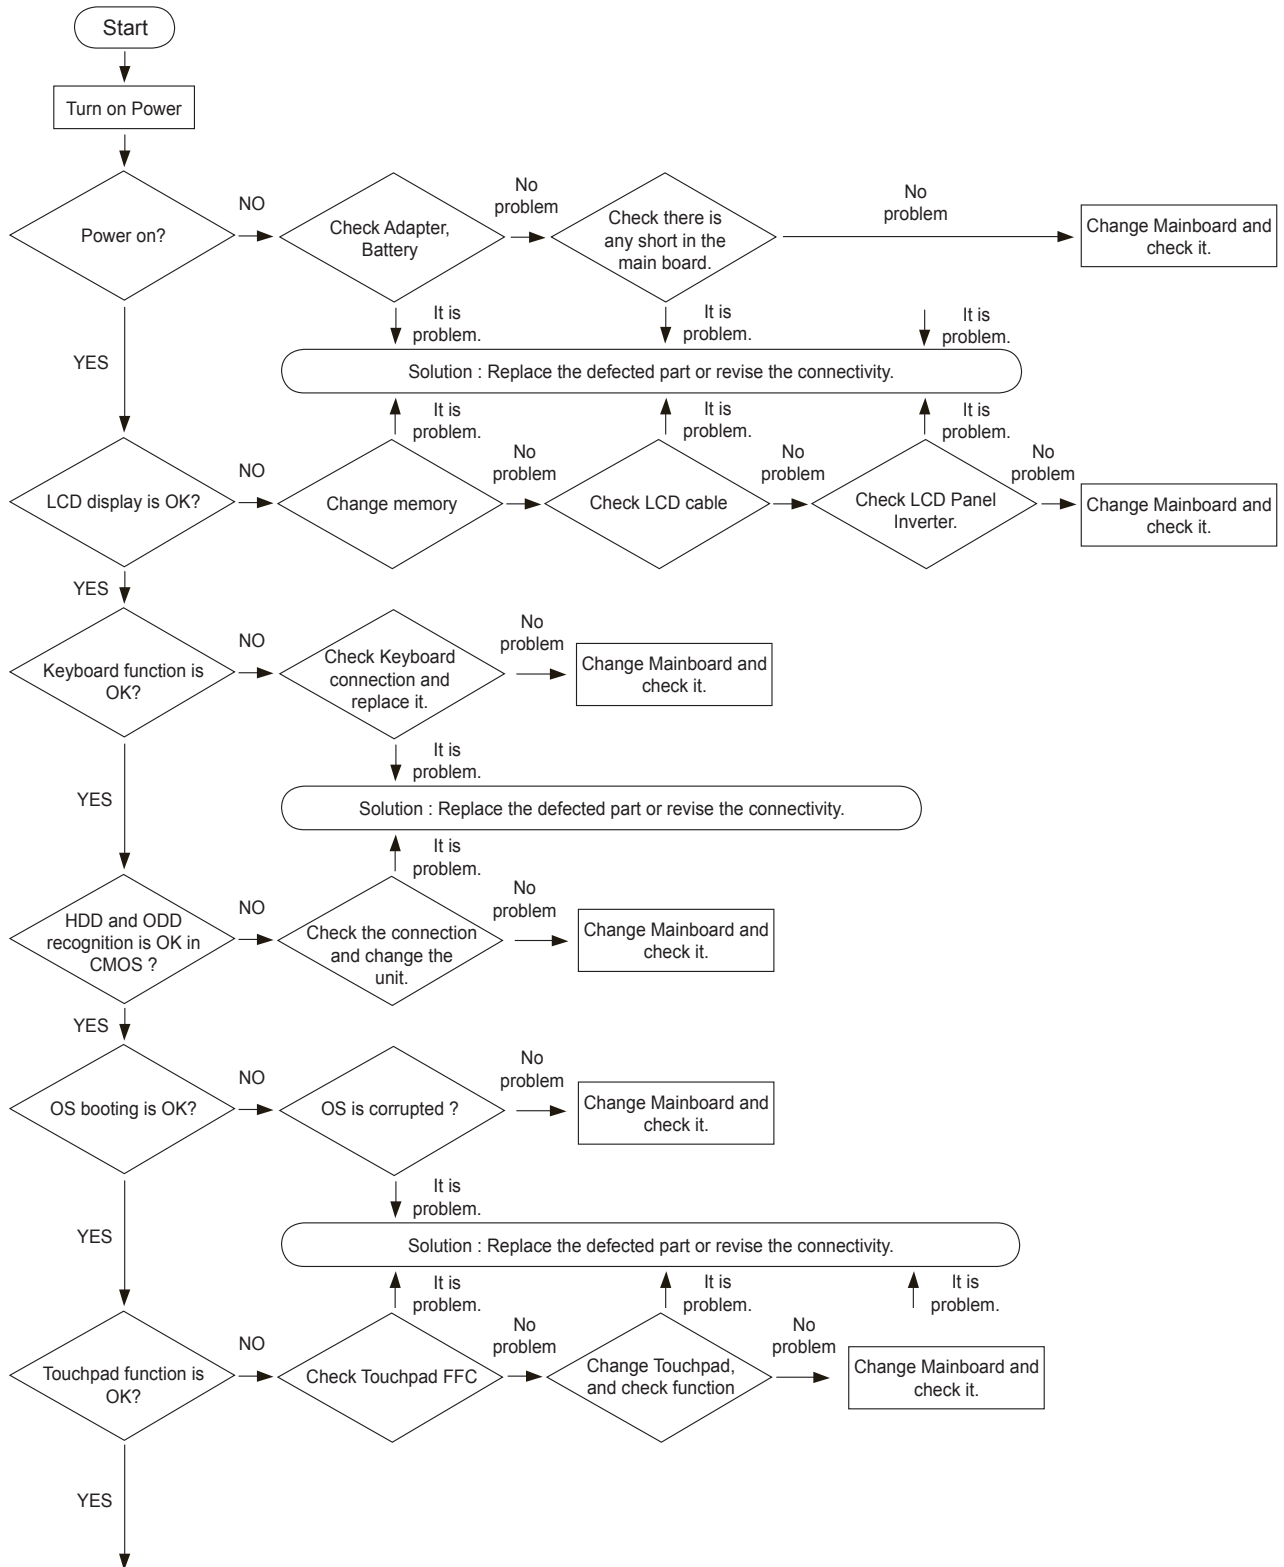 Start
Turn on Power
Power on?
NO
Check Adapter,
Battery
No
problem
Check there is
any short in the
main board.
No
problem
Change Mainboard and
check it.
It is
problem.
It is
problem.
It is
problem.
YES
Solution : Replace the defected part or revise the connectivity.
It is
problem.
It is
problem.
It is
problem.
LCD display is OK?
NO
Change memory
No
problem
Check LCD cable
No
problem
Check LCD Panel
Inverter.
No
problem
Change Mainboard and
check it.
YES
Keyboard function is
OK?
NO
Check Keyboard
connection and
replace it.
No
problem
Change Mainboard and
check it.
It is
problem.
YES
Solution : Replace the defected part or revise the connectivity.
It is
problem.
HDD and ODD
recognition is OK in
CMOS ?
NO
Check the connection
and change the
unit.
No
problem
Change Mainboard and
check it.
YES
OS booting is OK?
NO
OS is corrupted ?
No
problem
Change Mainboard and
check it.
It is
problem.
YES
Solution : Replace the defected part or revise the connectivity.
It is
problem.
It is
problem.
It is
problem.
Touchpad function is
OK?
NO
Check Touchpad FFC
No
problem
Change Touchpad,
and check function
No
problem
Change Mainboard and
check it.
YES